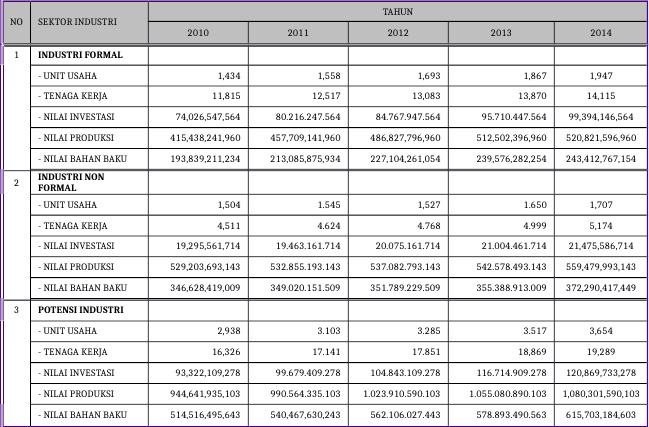 NO SEKTOR INDUSTRI TAHUN
2010 2011 2012 2013 2014
1 INDUSTRI FORMAL
- UNIT USAHA 1,434 1,558 1,693 1,867 1,947
- TENAGA KERJA 11,815 12,517 13,083 13,870 14,115
- NILAI INVESTASI 74,026,547,564 80.216.247.564 84.767.947.564 95.710.447.564 99,394,146,564
- NILAI PRODUKSI 415,438,241,960 457,709,141,960 486,827,796,960 512,502,396,960 520,821,596,960
- NILAI BAHAN BAKU 193,839,211,234 213,085,875,934 227,104,261,054 239,576,282,254 243,412,767,154
2 INDUSTRI NON
FORMAL
- UNIT USAHA 1,504 1.545 1,527 1.650 1,707
- TENAGA KERJA 4,511 4.624 4.768 4.999 5,174
- NILAI INVESTASI 19,295,561,714 19.463.161.714 20.075.161.714 21.004.461.714 21,475,586,714
- NILAI PRODUKSI 529,203,693,143 532.855.193.143 537.082.793.143 542.578.493.143 559,479,993,143
- NILAI BAHAN BAKU 346,628,419,009 349.020.151.509 351.789.229.509 355.388.913.009 372,290,417,449
3 POTENSI INDUSTRI
- UNIT USAHA 2,938 3.103 3.285 3.517 3,654
- TENAGA KERJA 16,326 17.141 17.851 18,869 19,289
- NILAI INVESTASI 93,322,109,278 99.679.409.278 104.843.109.278 116.714.909.278 120,869,733,278
- NILAI PRODUKSI 944,641,935,103 990.564.335.103 1.023.910.590.103 1.055.080.890.103 1,080,301,590,103
- NILAI BAHAN BAKU 514,516,495,643 540,467,630,243 562.106.027.443 578.893.490.563 615,703,184,603